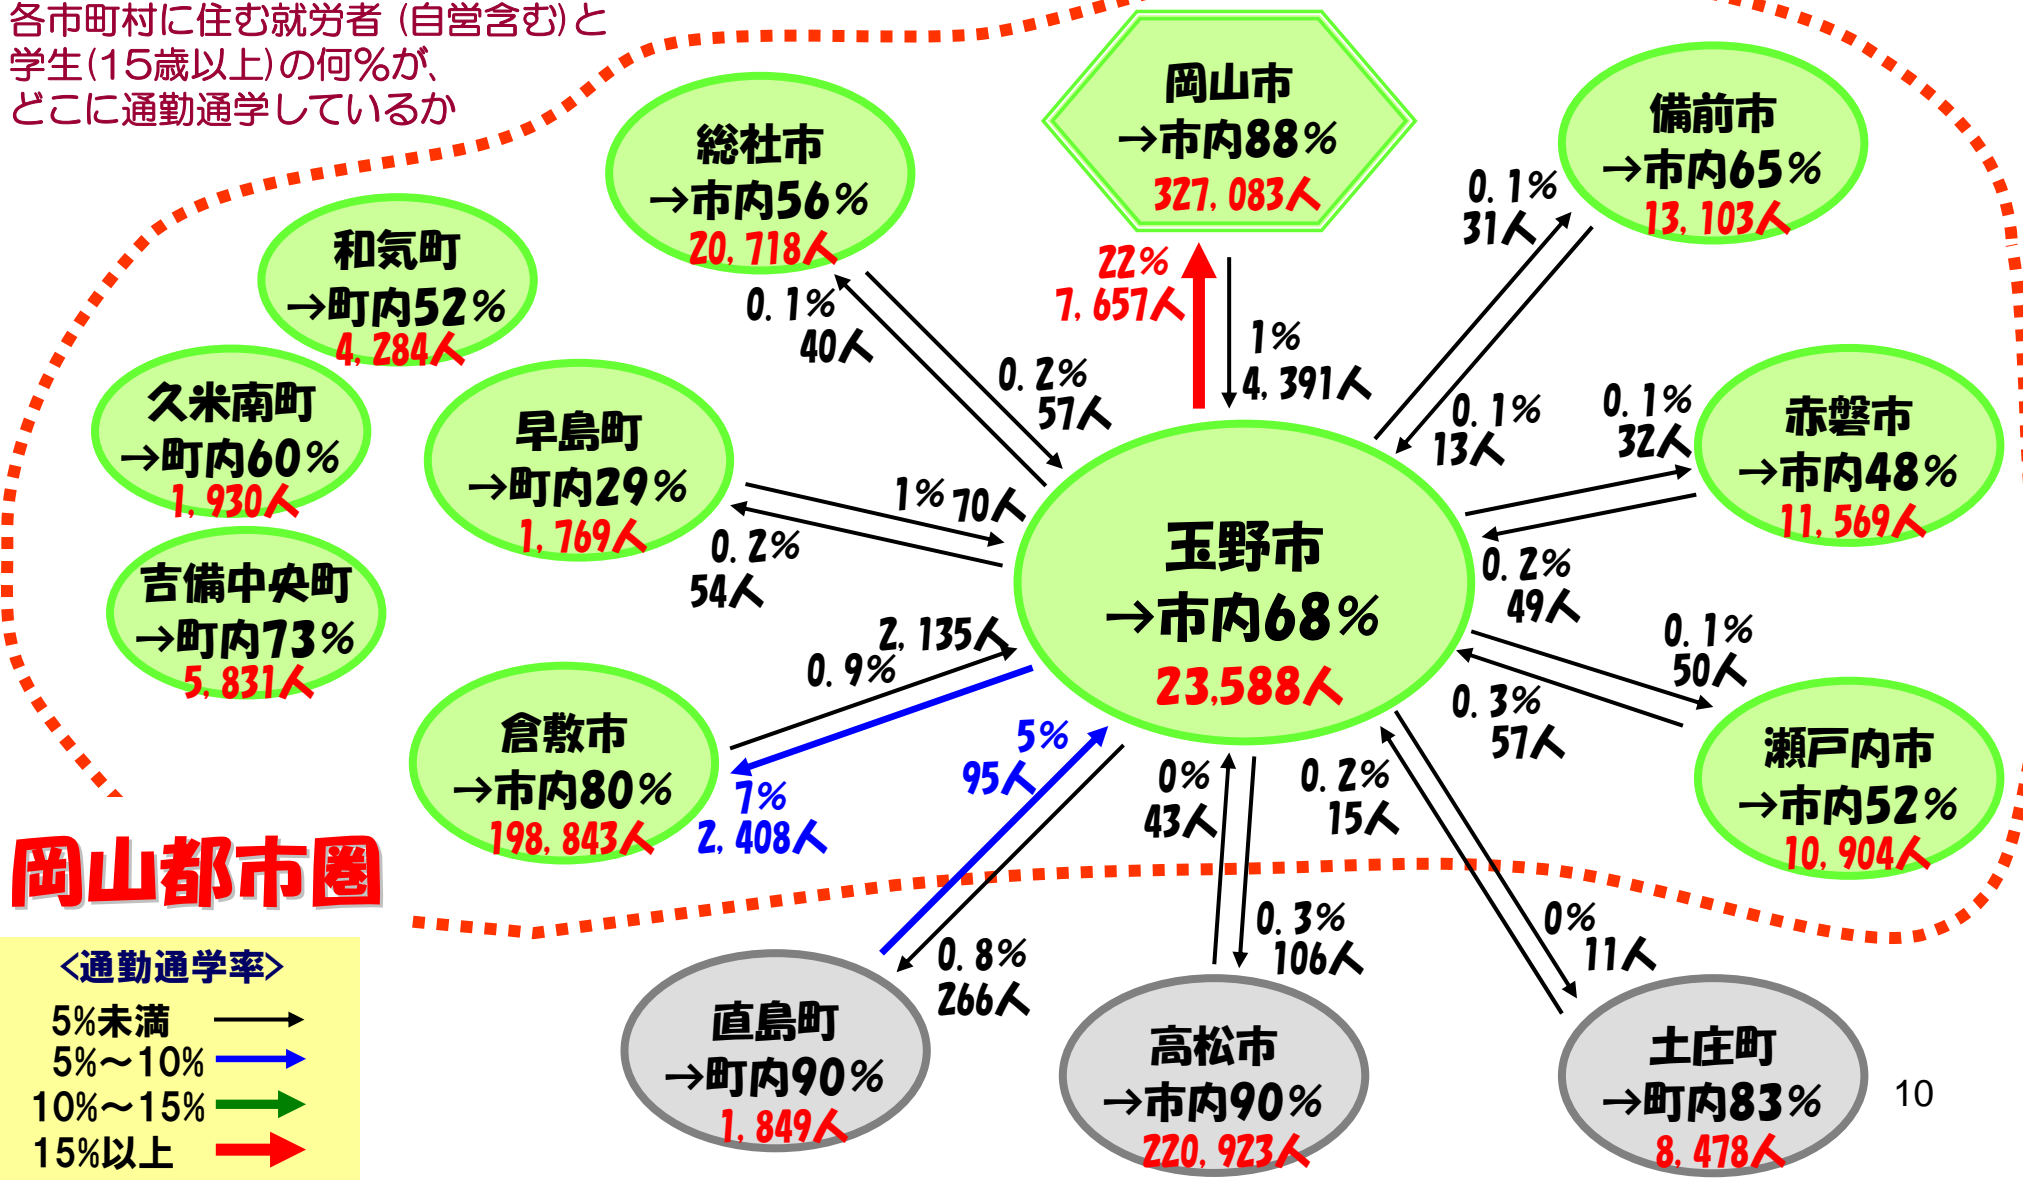 各市町村に住む就労者 (自営含む)と
学生(15歳以上)の何%が、
どこに通勤通学しているか
岡山市
→市内88%
327, 083人
備前市
→市内65%
13, 103人
総社市
→市内56%
20, 718人
和気町
→町内52%
4, 284人
久米南町
→町内60%
1, 930人
早島町
→町内29%
1, 769人
吉備中央町
→町内73%
5, 831人
赤磐市
→市内48%
11, 569人
玉野市
→市内68%
23,588人
倉敷市
→市内80%
198, 843人
瀬戸内市
→市内52%
10, 904人
直島町
→町内90%
1, 849人
高松市
→市内90%
220, 923人
土庄町
→町内83%
8, 478人
0. 1%
40人
0. 2%
57人
22%
7, 657人
1%
4, 391人
0. 1%
31人
0. 1%
13人
0. 1%
32人
0. 2%
49人
1% 70人
0. 2%
54人
2, 135人
0. 9%
7%
2, 408人
5%
95人
0. 8%
266人
0%
43人
0. 3%
106人
0. 2%
15人
0%
11人
0. 1%
50人
0. 3%
57人
岡山都市圏
<通勤通学率>
5%未満
5%～10%
10%～15%
15%以上
10